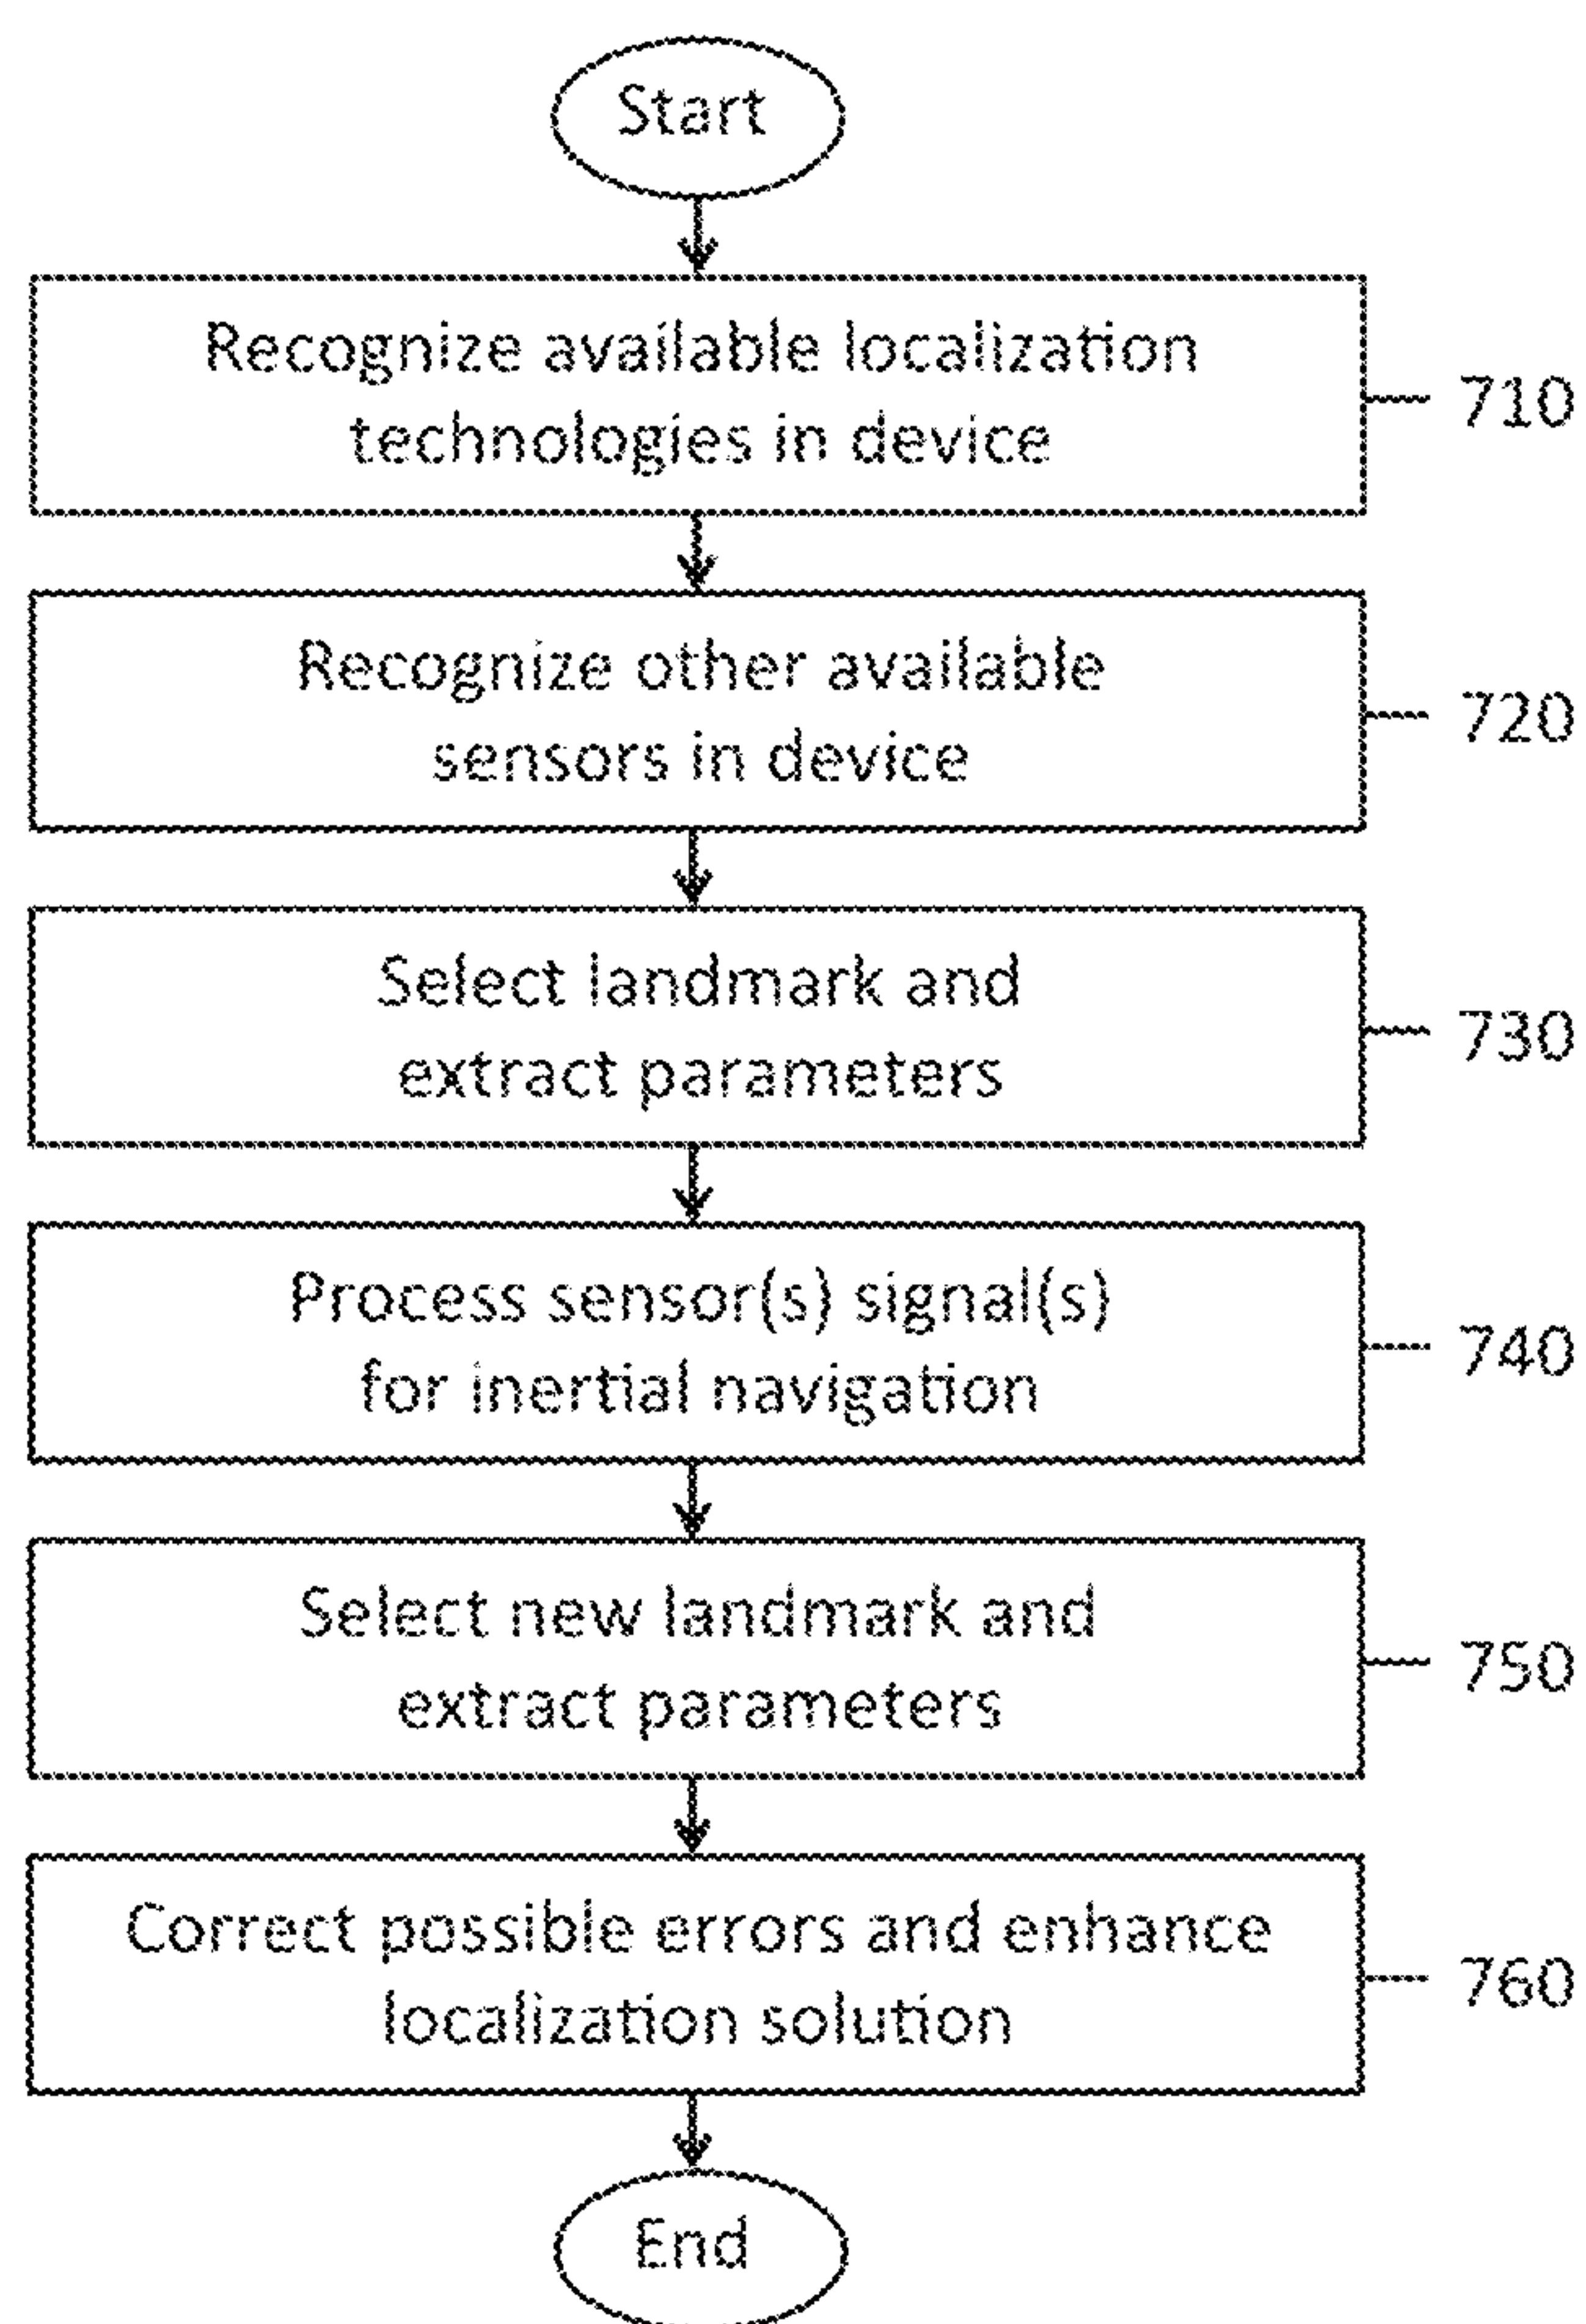 Start
Recognize available localization
technologies in device
710
Recognize other available
sensors in device
720
Select landmark and
extract parameters
730
Process sensor(s) signal(s)
for inertial navigation
740
Select new landmark and
extract parameters
750
Correct possible errors and enhance
localization solution
760
End